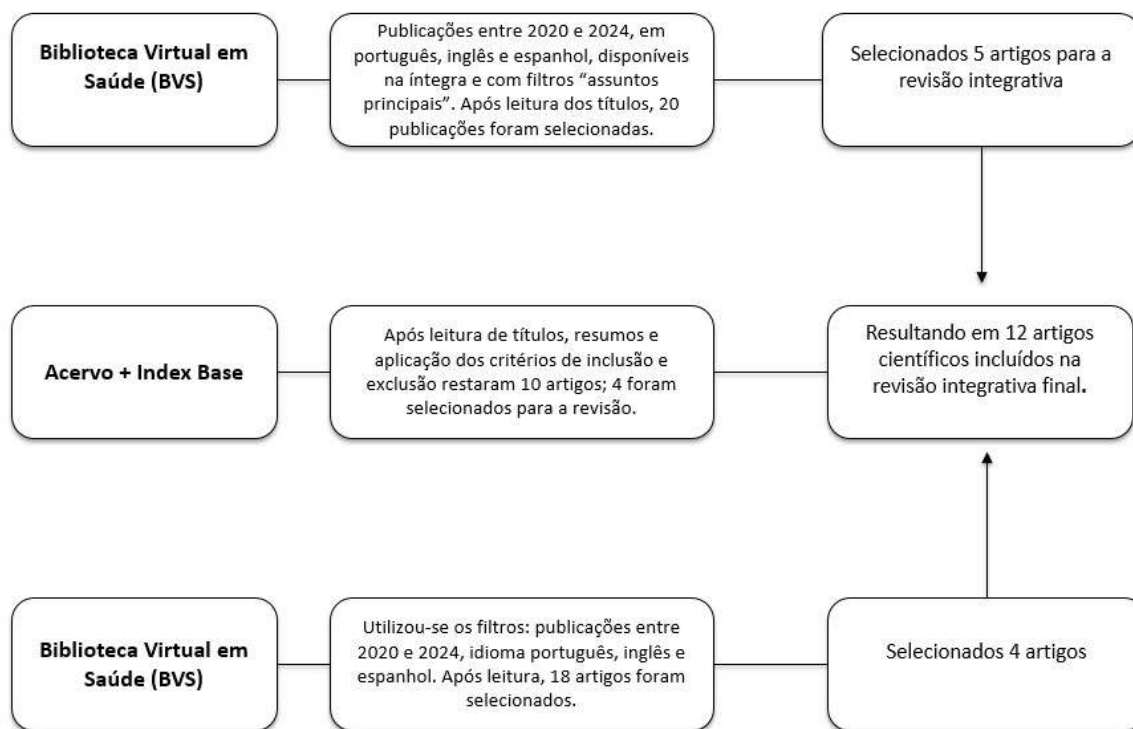 Biblioteca Virtual em
Saúde (BVS)
Publicações entre 2020 e 2024, em
português, inglês e espanhol, disponíveis
na íntegra e com filtros “assuntos
principais”. Após leitura dos títulos, 20
publicações foram selecionadas.
Selecionados 5 artigos para a
revisão integrativa
Acervo + Index Base
Após leitura de títulos, resumos e
aplicação dos critérios de inclusão e
exclusão restaram 10 artigos; 4 foram
selecionados para a revisão.
Resultando em 12 artigos
científicos incluídos na
revisão integrativa final.
Biblioteca Virtual em
Saúde (BVS)
Utilizou-se os filtros: publicações entre
2020 e 2024, idioma português, inglês e
espanhol. Após leitura, 18 artigos foram
selecionados.
Selecionados 4 artigos